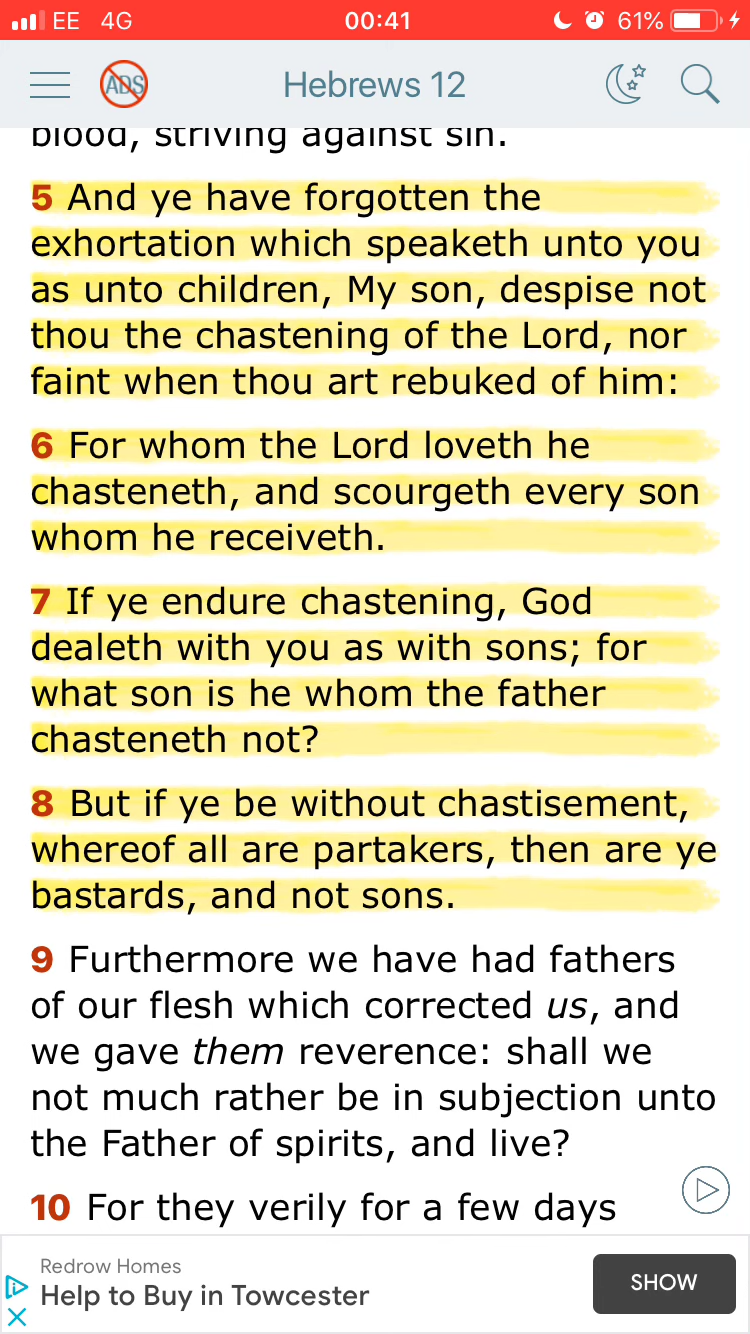 EE 4G 00:41 61%
ADS Hebrews 12
blood, striving against sin.
5 And ye have forgotten the
exhortation which speaketh unto you
as unto children, My son, despise not
thou the chastening of the Lord, nor
faint when thou art rebuked of him:
6 For whom the Lord loveth he
chasteneth, and scourgeth every son
whom he receiveth.
7 If ye endure chastening, God
dealeth with you as with sons; for
what son is he whom the father
chasteneth not?
8 But if ye be without chastisement,
whereof all are partakers, then are ye
bastards, and not sons.
9 Furthermore we have had fathers
of our flesh which corrected us, and
we gave them reverence: shall we
not much rather be in subjection unto
the Father of spirits, and live?
10 For they verily for a few days
Redrow Homes
Help to Buy in Towcester
SHOW